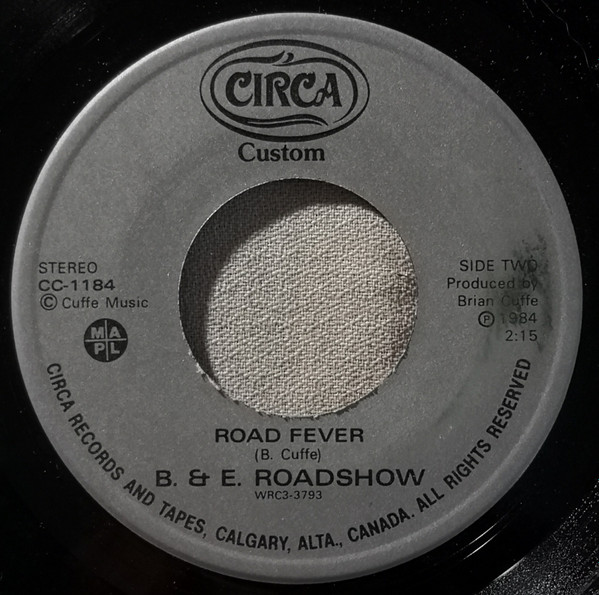 CIRCA
Custom
STEREO
CC-1184
© Cuffe Music
MAPL
SIDE TWO
Produced by
Brian Cuffe
℗ 1984
2:15
ROAD FEVER
(B. Cuffe)
B. & E. ROADSHOW
WRC3-3793
CIRCA RECORDS AND TAPES, CALGARY, ALTA., CANADA. ALL RIGHTS RESERVED